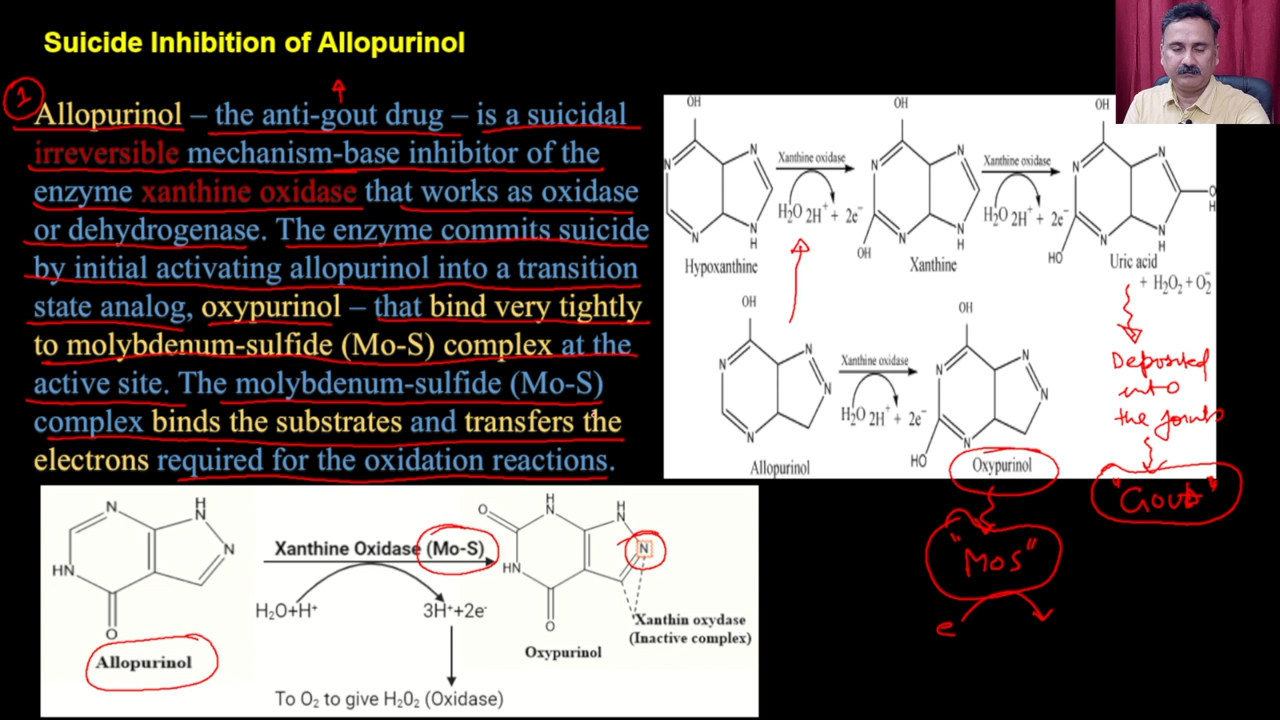 Suicide Inhibition of Allopurinol
1
Allopurinol – the anti-gout drug – is a suicidal
irreversible mechanism-base inhibitor of the
enzyme xanthine oxidase that works as oxidase
or dehydrogenase. The enzyme commits suicide
by initial activating allopurinol into a transition
state analog, oxypurinol – that bind very tightly
to molybdenum-sulfide (Mo-S) complex at the
active site. The molybdenum-sulfide (Mo-S)
complex binds the substrates and transfers the
electrons required for the oxidation reactions.
OH OH OH
N N Xanthine oxidase N N Xanthine oxidase N N
H₂O 2H⁺ + 2e⁻ H₂O 2H⁺ + 2e⁻ O
H
N N N N N N
H H H
OH HO
Hypoxanthine Xanthine Uric acid
+ H₂O₂ + O₂⁻
OH OH
N N Xanthine oxidase N N
N N
H₂O 2H⁺ + 2e⁻
N N
HO
Allopurinol Oxypurinol
Deposited
into
the joints
"Gout"
"MoS"
e
N H
N
N
HN
O
Allopurinol
Xanthine Oxidase (Mo-S)
H₂O+H⁺ 3H⁺+2e⁻
To O₂ to give H₂0₂ (Oxidase)
H
O N H
N
N
HN
O
Oxypurinol
Xanthin oxydase
(Inactive complex)